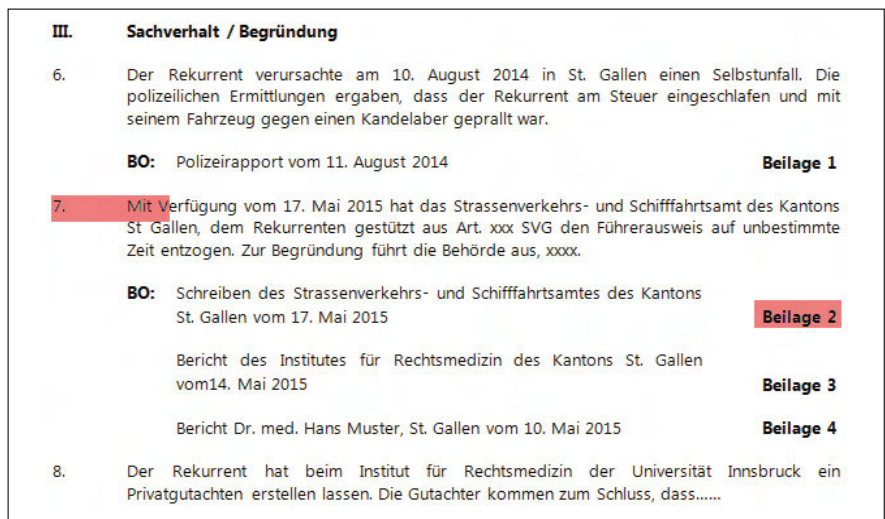 III. Sachverhalt / Begründung
6. Der Rekurrent verursachte am 10. August 2014 in St. Gallen einen Selbstunfall. Die
polizeilichen Ermittlungen ergaben, dass der Rekurrent am Steuer eingeschlafen und mit
seinem Fahrzeug gegen einen Kandelaber geprallt war.
BO: Polizeirapport vom 11. August 2014 Beilage 1
7. Mit Verfügung vom 17. Mai 2015 hat das Strassenverkehrs- und Schifffahrtsamt des Kantons
St Gallen, dem Rekurrenten gestützt aus Art. xxx SVG den Führerausweis auf unbestimmte
Zeit entzogen. Zur Begründung führt die Behörde aus, xxxx.
BO: Schreiben des Strassenverkehrs- und Schifffahrtsamtes des Kantons
St. Gallen vom 17. Mai 2015 Beilage 2
Bericht des Institutes für Rechtsmedizin des Kantons St. Gallen
vom14. Mai 2015 Beilage 3
Bericht Dr. med. Hans Muster, St. Gallen vom 10. Mai 2015 Beilage 4
8. Der Rekurrent hat beim Institut für Rechtsmedizin der Universität Innsbruck ein
Privatgutachten erstellen lassen. Die Gutachter kommen zum Schluss, dass......